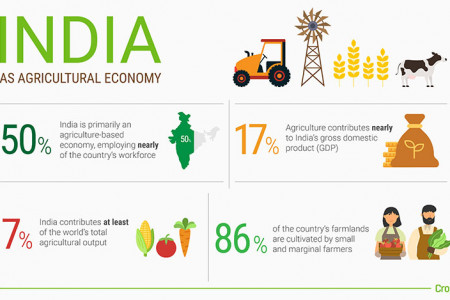 INDIA
AS AGRICULTURAL ECONOMY
50%
India is primarily an
agriculture-based
economy, employing nearly
of the country's workforce
50%
17%
Agriculture contributes nearly
to India's gross domestic
product (GDP)
7%
India contributes at least
of the world's total
agricultural output
86%
of the country's farmlands
are cultivated by small
and marginal farmers
Cro